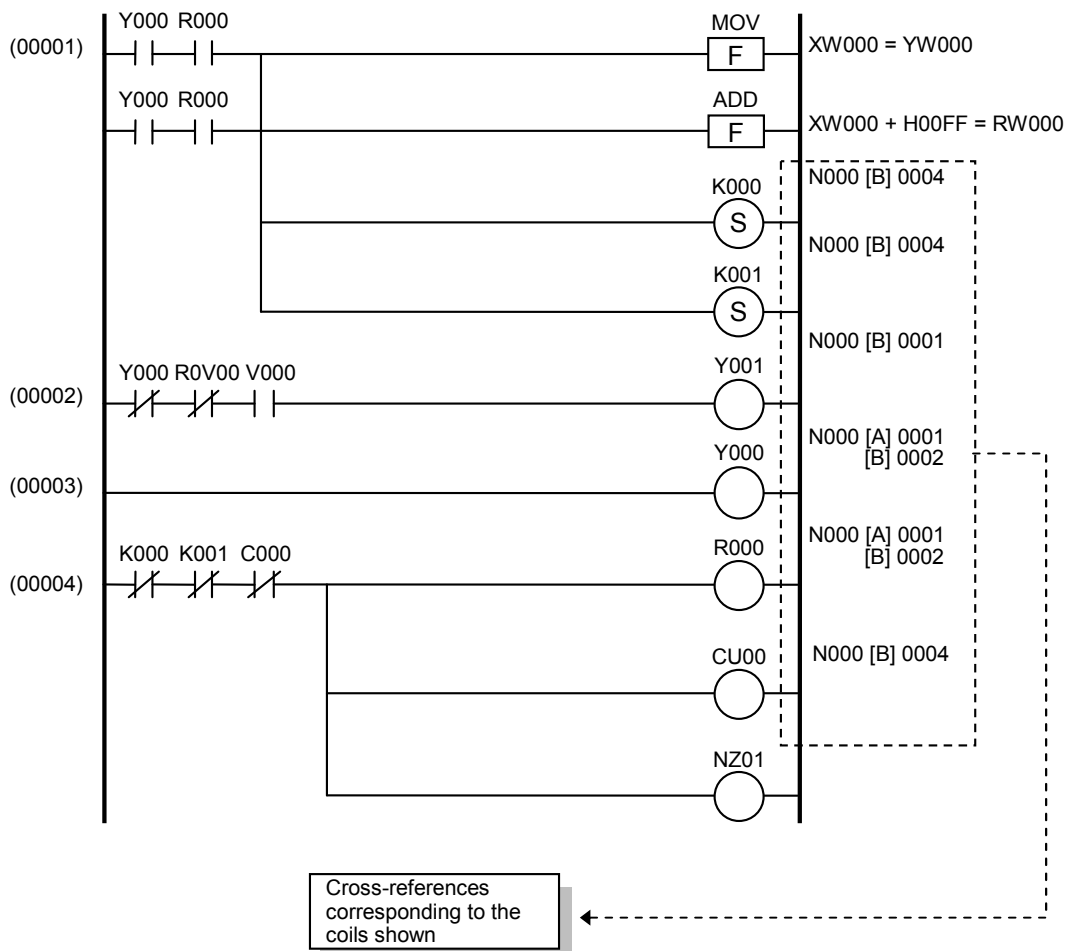 Y000 R000 MOV
(00001) F XW000 = YW000
Y000 R000 ADD
F XW000 + H00FF = RW000
N000 [B] 0004
K000
S
N000 [B] 0004
K001
S
N000 [B] 0001
Y000 R0V00 V000 Y001
(00002)
N000 [A] 0001
Y000 [B] 0002
(00003)
N000 [A] 0001
K000 K001 C000 R000 [B] 0002
(00004)
CU00 N000 [B] 0004
NZ01
Cross-references
corresponding to the
coils shown